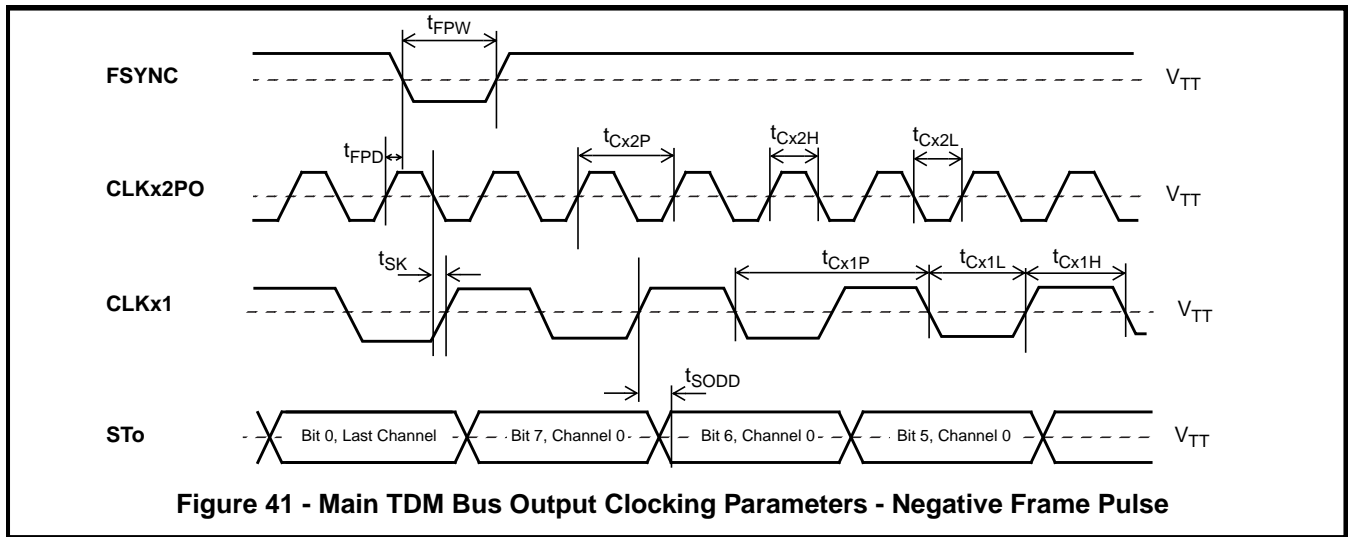 tFPW
FSYNC
VTT
tFPD
tCx2P
tCx2H
tCx2L
CLKx2PO
VTT
tSK
tCx1P
tCx1L
tCx1H
CLKx1
VTT
tSODD
STo
Bit 0, Last Channel
Bit 7, Channel 0
Bit 6, Channel 0
Bit 5, Channel 0
VTT
Figure 41 - Main TDM Bus Output Clocking Parameters - Negative Frame Pulse